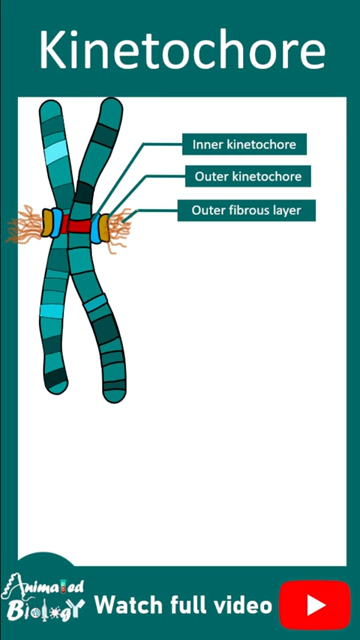 Kinetochore
Inner kinetochore
Outer kinetochore
Outer fibrous layer
Animated
Biology
Watch full video